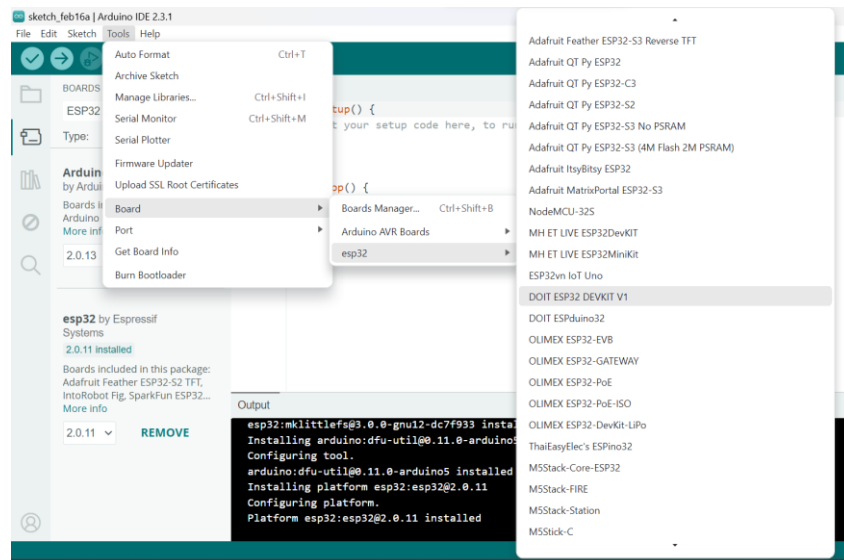 sketch_feb16a | Arduino IDE 2.3.1
File Edit Sketch Tools Help
BOARDS
ESP32
Type:
by
Boards
Arduino
More
2.0.13
esp32 by Espressif
Systems
2.0.11 installed
Boards included in this package:
Adafruit Feather ESP32-S2 TFT,
IntoRobot Fig, SparkFun ESP32...
More info
2.0.11 REMOVE
Auto Format Ctrl+T
Archive Sketch
Manage Libraries... Ctrl+Shift+I
Serial Monitor Ctrl+Shift+M
Serial Plotter
Firmware Updater
Upload SSL Root Certificates
Board
Port
Get Board Info
Burn Bootloader
tup() {
t your setup code here, to ru
op() {
Boards Manager... Ctrl+Shift+B
Arduino AVR Boards
esp32
Adafruit Feather ESP32-S3 Reverse TFT
Adafruit QT Py ESP32
Adafruit QT Py ESP32-C3
Adafruit QT Py ESP32-S2
Adafruit QT Py ESP32-S3 No PSRAM
Adafruit QT Py ESP32-S3 (4M Flash 2M PSRAM)
Adafruit ItsyBitsy ESP32
Adafruit MatrixPortal ESP32-S3
NodeMCU-32S
MH ET LIVE ESP32DevKIT
MH ET LIVE ESP32MiniKit
ESP32vn IoT Uno
DOIT ESP32 DEVKIT V1
DOIT ESPduino32
OLIMEX ESP32-EVB
OLIMEX ESP32-GATEWAY
OLIMEX ESP32-PoE
OLIMEX ESP32-PoE-ISO
OLIMEX ESP32-DevKit-LiPo
ThaiEasyElec's ESPino32
M5Stack-Core-ESP32
M5Stack-FIRE
M5Stack-Station
M5Stick-C
Output
esp32:mklittlefs@3.0.0-gnu12-dc7f933 insta
Installing arduino:dfu-util@0.11.0-arduino5
Configuring tool.
arduino:dfu-util@0.11.0-arduino5 installed
Installing platform esp32:esp32@2.0.11
Configuring platform.
Platform esp32:esp32@2.0.11 installed